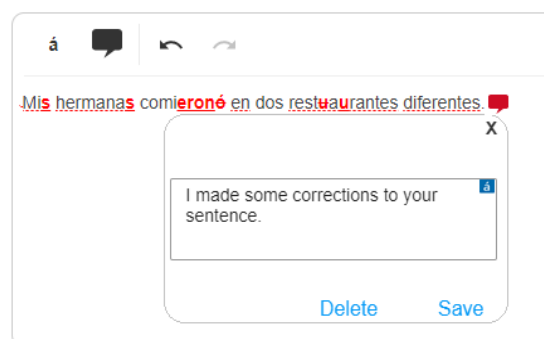 á
Mis hermanas comieronó en dos restuaurantes diferentes.
X
I made some corrections to your
á
sentence.
Delete Save